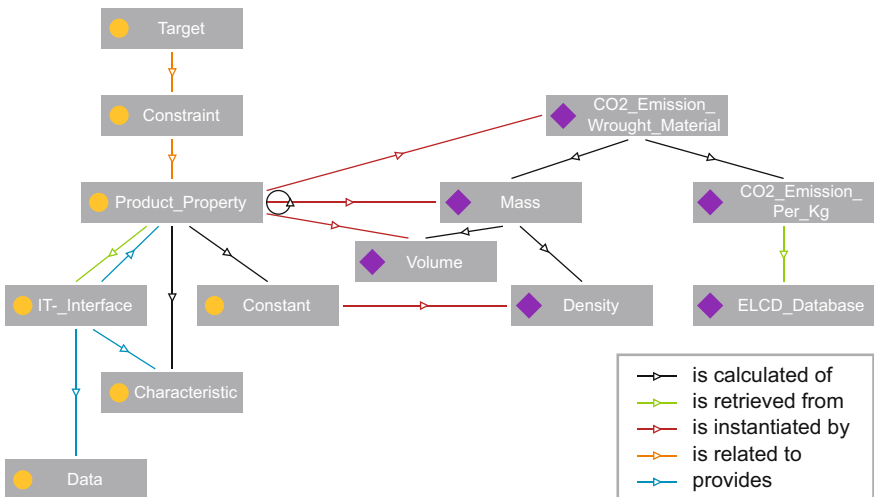 Target
Constraint
CO2_Emission_
Wrought_Material
Product_Property
Mass
CO2_Emission_
Per_Kg
Volume
IT-_Interface
Constant
Density
ELCD_Database
Characteristic
Data
is calculated of
is retrieved from
is instantiated by
is related to
provides